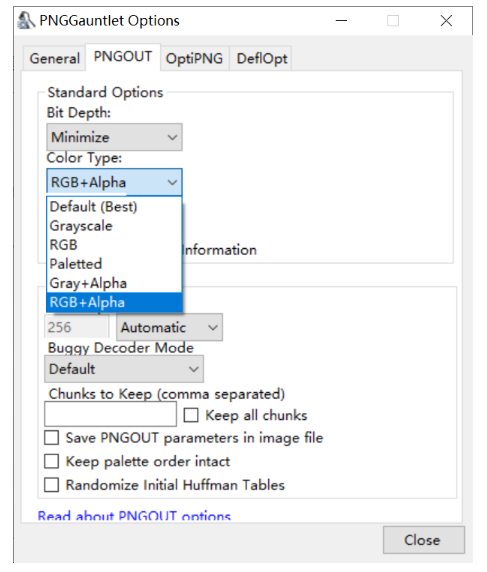 PNGGauntlet Options
General PNGOUT OptiPNG DeflOpt
Standard Options
Bit Depth:
Minimize
Color Type:
RGB+Alpha
Default (Best)
Grayscale
RGB
Information
Paletted
Gray+Alpha
RGB+Alpha
256 Automatic
Buggy Decoder Mode
Default
Chunks to Keep (comma separated)
Keep all chunks
Save PNGOUT parameters in image file
Keep palette order intact
Randomize Initial Huffman Tables
Read about PNGOUT options
Close